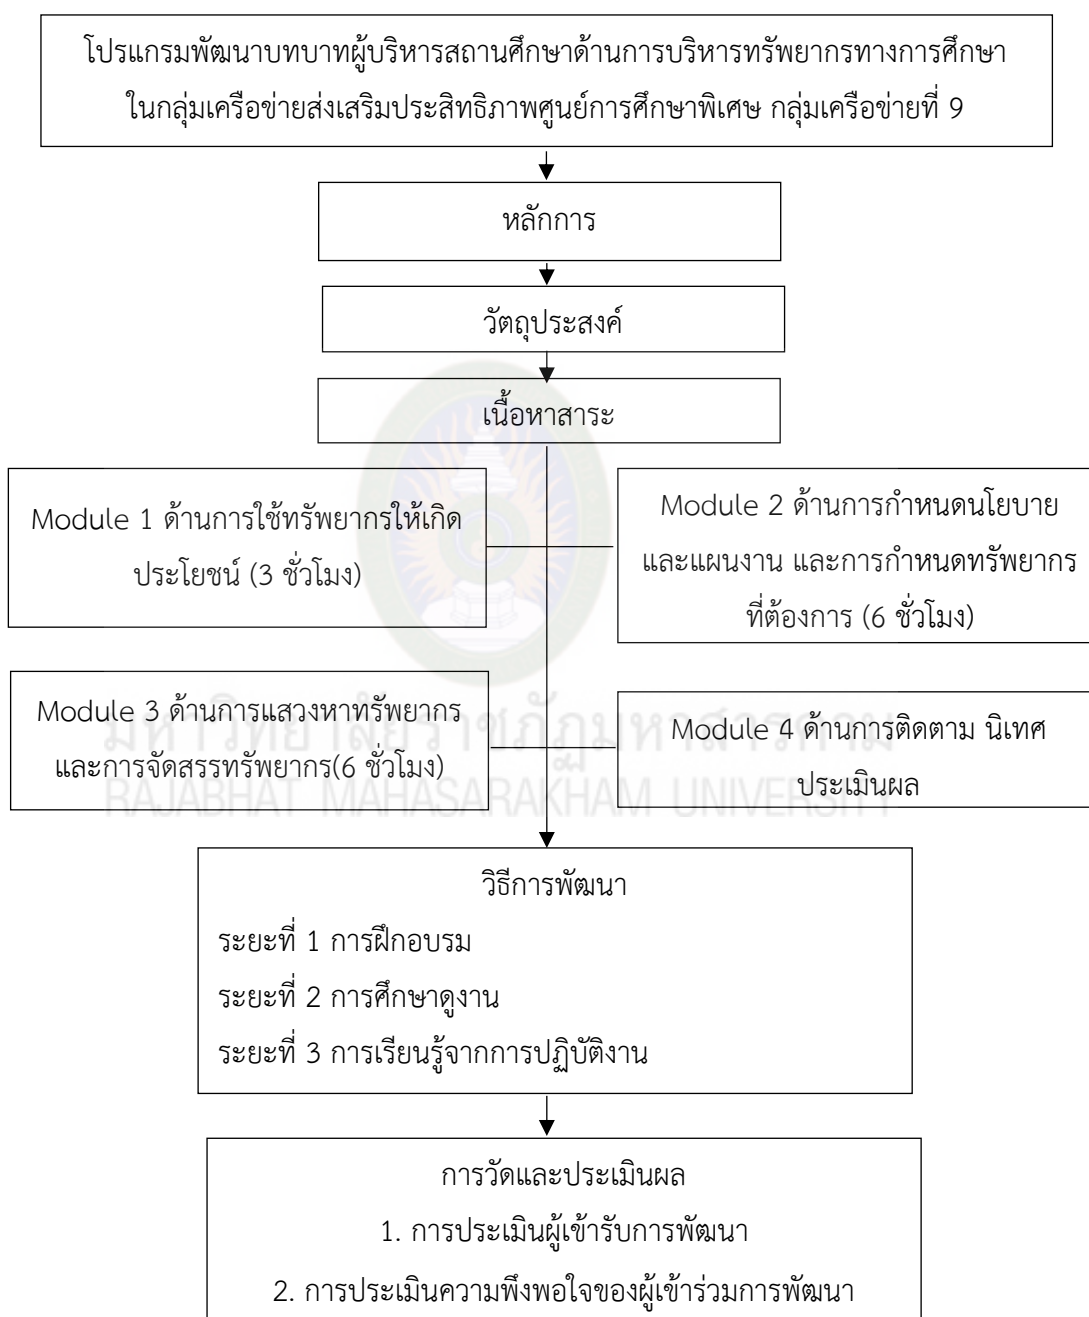 โปรแกรมพัฒนาบทบาทผู้บริหารสถานศึกษาด้านการบริหารทรัพยากรทางการศึกษา
ในกลุ่มเครือข่ายส่งเสริมประสิทธิภาพศูนย์การศึกษาพิเศษ กลุ่มเครือข่ายที่ 9
หลักการ
วัตถุประสงค์
เนื้อหาสาระ
Module 1 ด้านการใช้ทรัพยากรให้เกิด
ประโยชน์ (3 ชั่วโมง)
Module 2 ด้านการกำหนดนโยบาย
และแผนงาน และการกำหนดทรัพยากร
ที่ต้องการ (6 ชั่วโมง)
Module 3 ด้านการแสวงหาทรัพยากร
และการจัดสรรทรัพยากร(6 ชั่วโมง)
Module 4 ด้านการติดตาม นิเทศ
ประเมินผล
มหาวิทยาลัยราชภัฏมหาสารคาม
RAJABHAT MAHASARAKHAM UNIVERSITY
วิธีการพัฒนา
ระยะที่ 1 การฝึกอบรม
ระยะที่ 2 การศึกษาดูงาน
ระยะที่ 3 การเรียนรู้จากการปฏิบัติงาน
การวัดและประเมินผล
1. การประเมินผู้เข้ารับการพัฒนา
2. การประเมินความพึงพอใจของผู้เข้าร่วมการพัฒนา